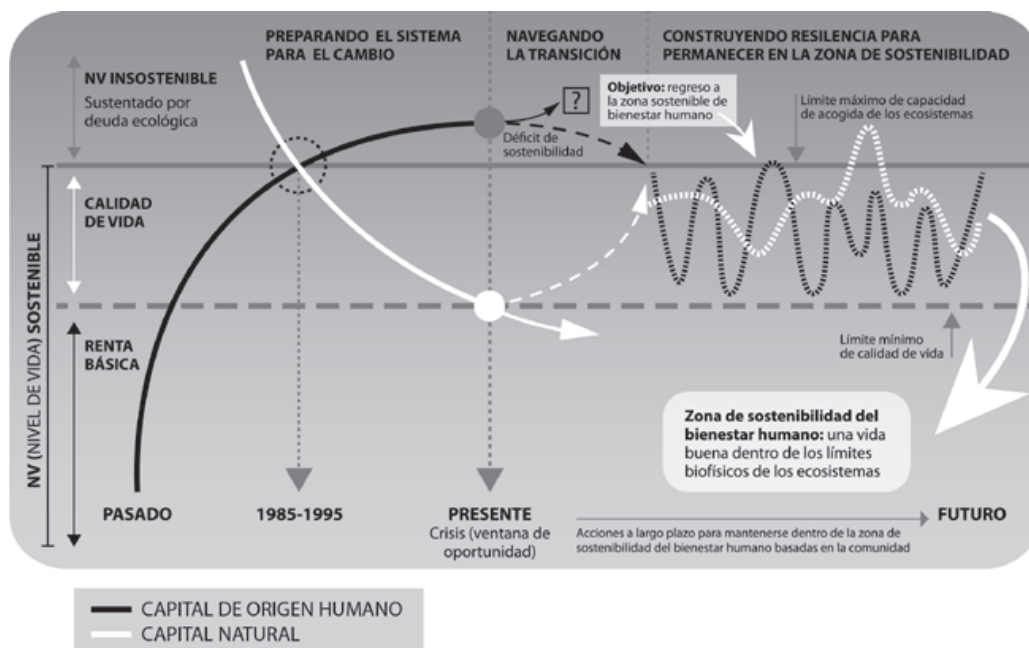 PREPARANDO EL SISTEMA
PARA EL CAMBIO
NAVEGANDO
LA TRANSICIÓN
CONSTRUYENDO RESILENCIA PARA
PERMANECER EN LA ZONA DE SOSTENIBILIDAD
NV INSOSTENIBLE
Sustentado por
deuda ecológica
?
Objetivo: regreso a
la zona sostenible de
bienestar humano
Límite máximo de capacidad
de acogida de los ecosistemas
Déficit de
sostenibilidad
CALIDAD
DE VIDA
NV (NIVEL DE VIDA) SOSTENIBLE
RENTA
BÁSICA
Límite mínimo
de calidad de vida
Zona de sostenibilidad del
bienestar humano: una vida
buena dentro de los límites
biofísicos de los ecosistemas
PASADO
1985-1995
PRESENTE
Crisis (ventana de
oportunidad)
FUTURO
Acciones a largo plazo para mantenerse dentro de la zona de
sostenibilidad del bienestar humano basadas en la comunidad
CAPITAL DE ORIGEN HUMANO
CAPITAL NATURAL